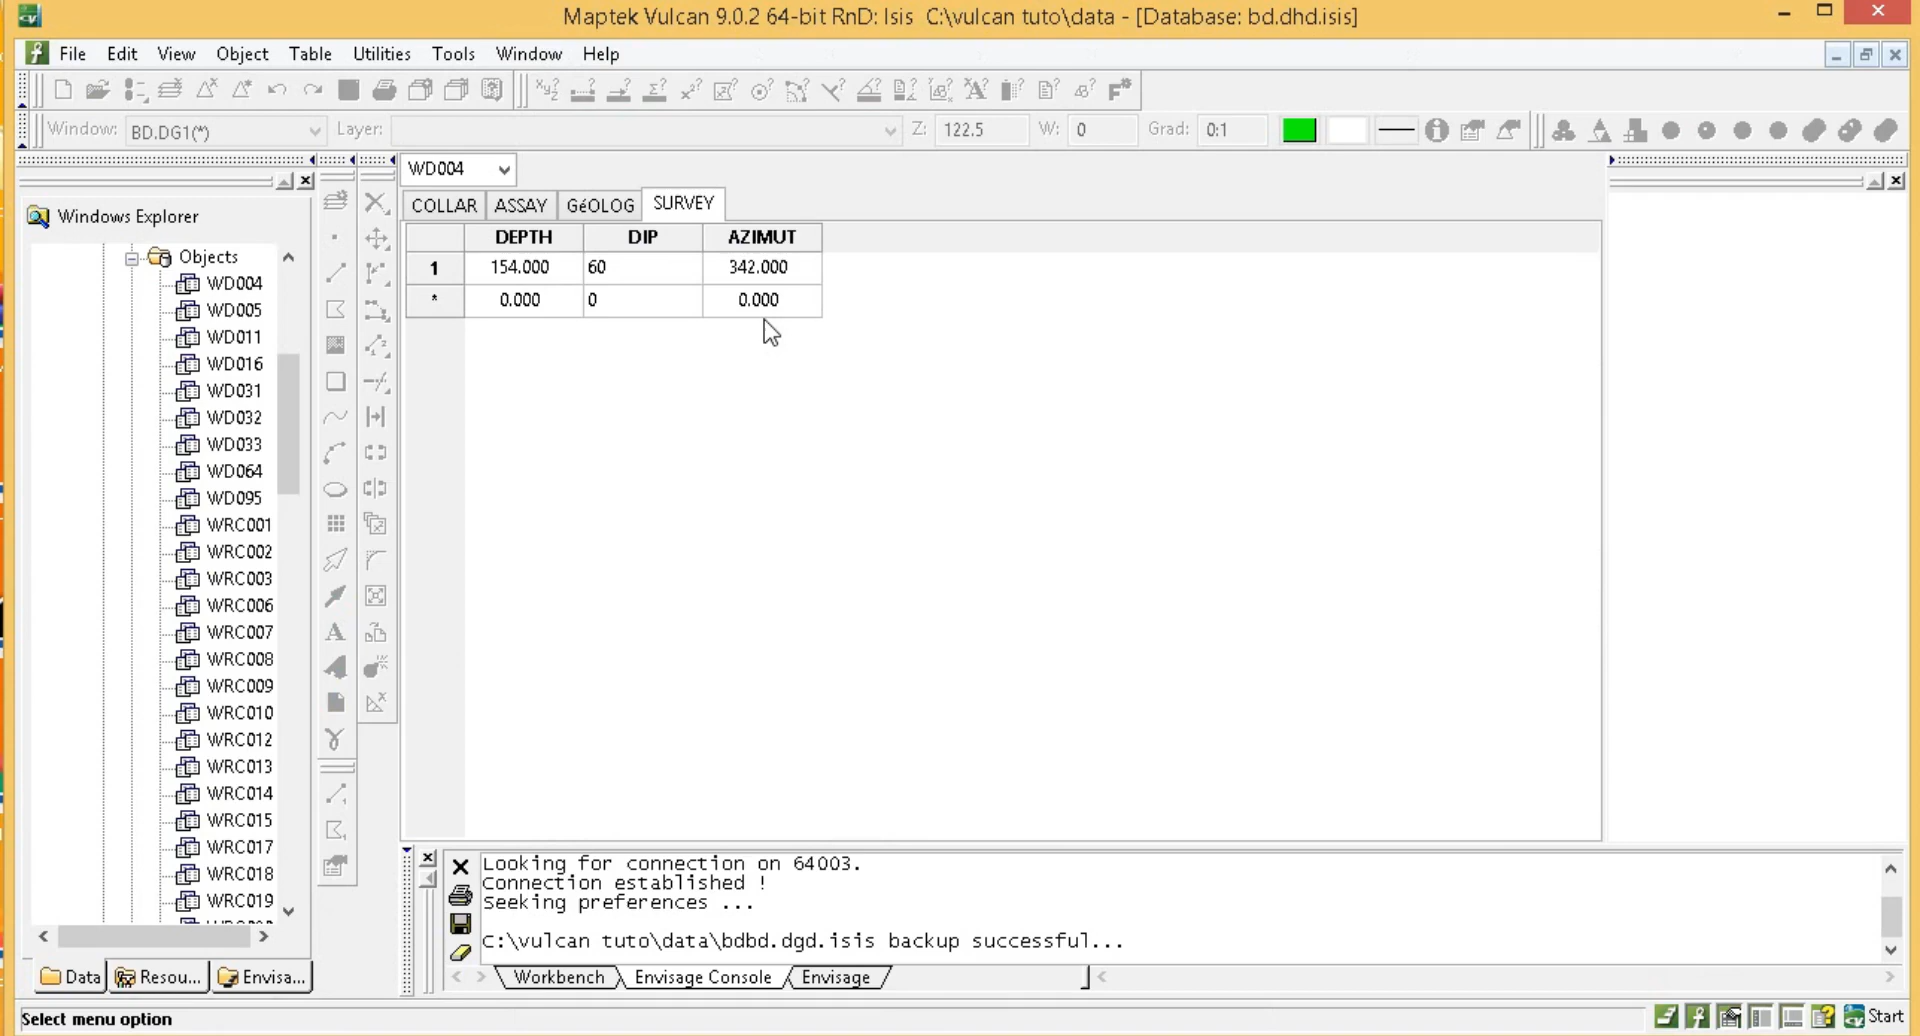 Maptek Vulcan 9.0.2 64-bit RnD: Isis C:\vulcan tuto\data - [Database: bd.dhd.isis]
File Edit View Object Table Utilities Tools Window Help
Window: BD.DG1(*) Layer: Z: 122.5 W: 0 Grad: 0:1
WD004
COLLAR ASSAY GéOLOG SURVEY
DEPTH DIP AZIMUT
1 154.000 60 342.000
* 0.000 0 0.000
Windows Explorer
Objects
WD004
WD005
WD011
WD016
WD031
WD032
WD033
WD064
WD095
WRC001
WRC002
WRC003
WRC006
WRC007
WRC008
WRC009
WRC010
WRC012
WRC013
WRC014
WRC015
WRC017
WRC018
WRC019
Data Resou... Envisa...
Looking for connection on 64003.
Connection established !
Seeking preferences ...
C:\vulcan tuto\data\bdbd.dgd.isis backup successful...
Workbench Envisage Console Envisage
Select menu option
Start